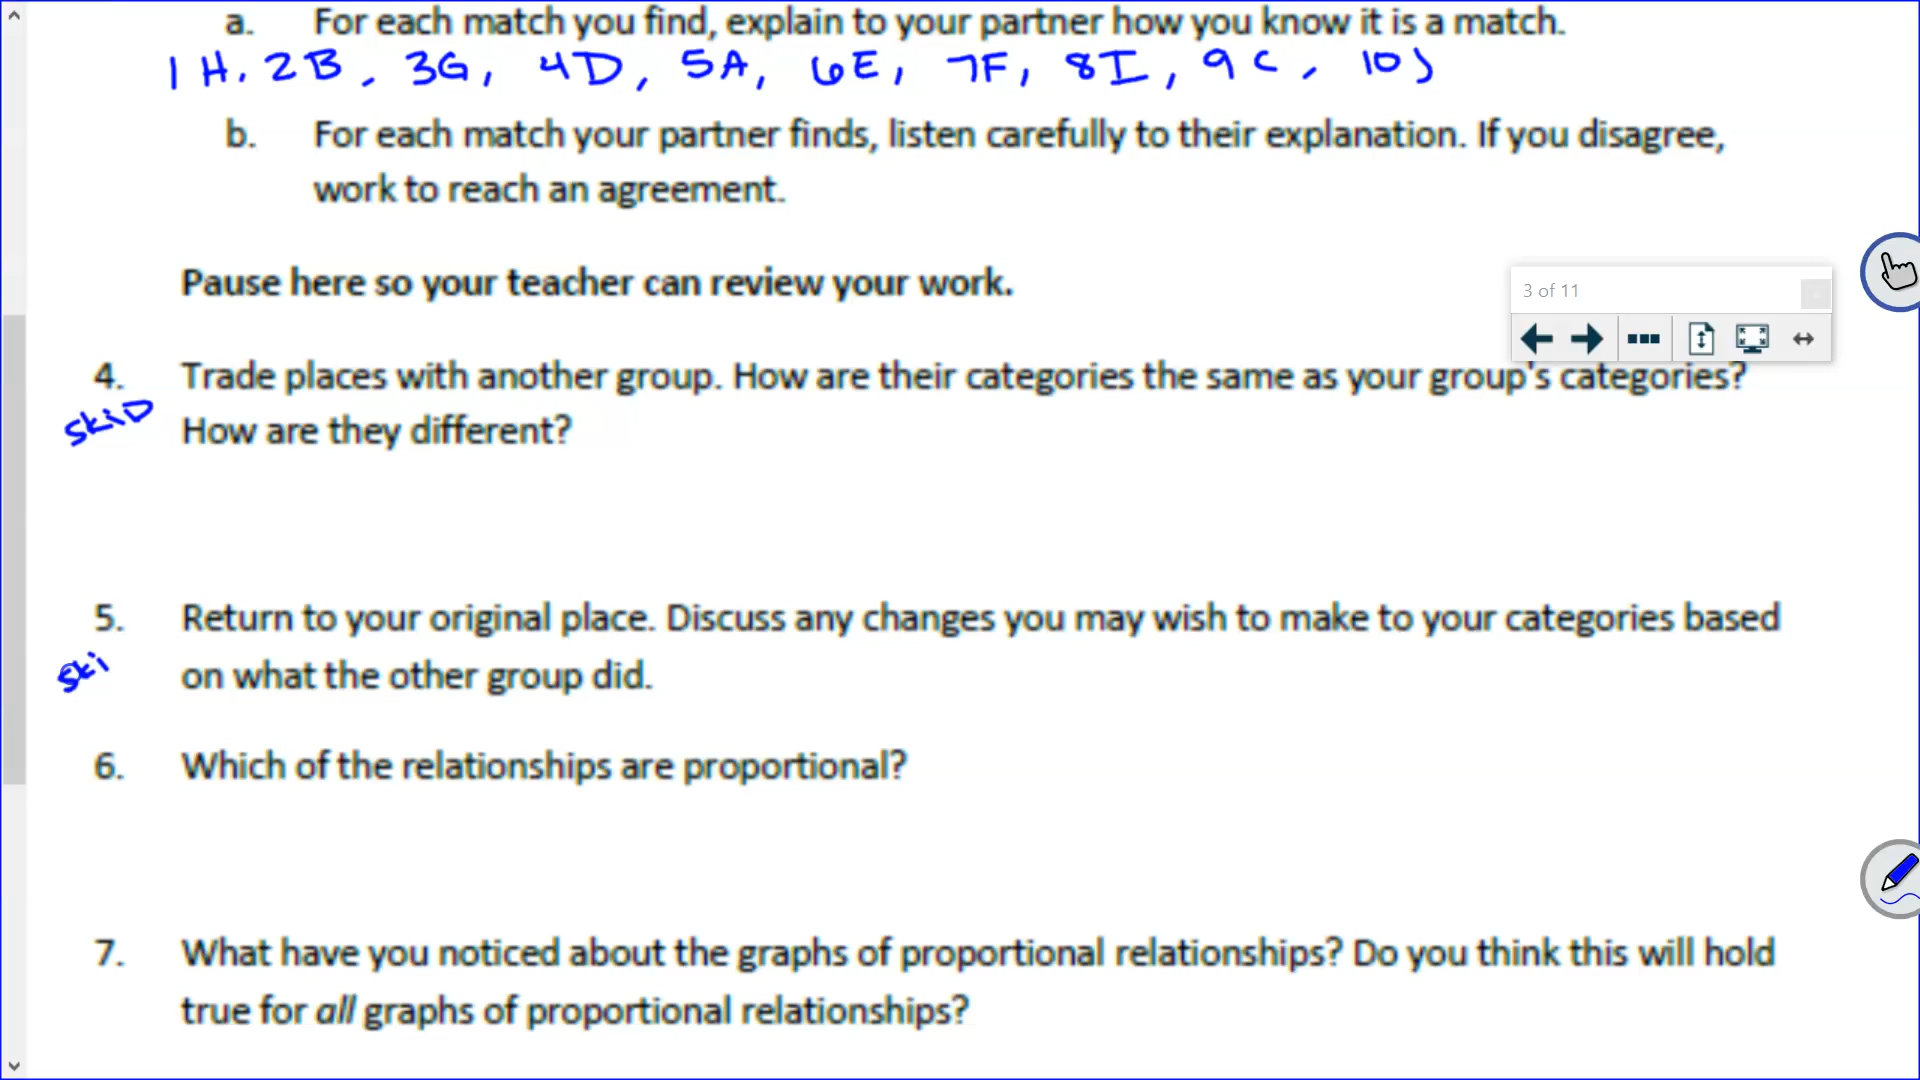 a. For each match you find, explain to your partner how you know it is a match.
1H, 2B, 3G, 4D, 5A, 6E, 7F, 8I, 9C, 10J
b. For each match your partner finds, listen carefully to their explanation. If you disagree,
work to reach an agreement.
Pause here so your teacher can review your work.
3 of 11
4. Trade places with another group. How are their categories the same as your group's categories?
skip How are they different?
5. Return to your original place. Discuss any changes you may wish to make to your categories based
ski on what the other group did.
6. Which of the relationships are proportional?
7. What have you noticed about the graphs of proportional relationships? Do you think this will hold
true for all graphs of proportional relationships?